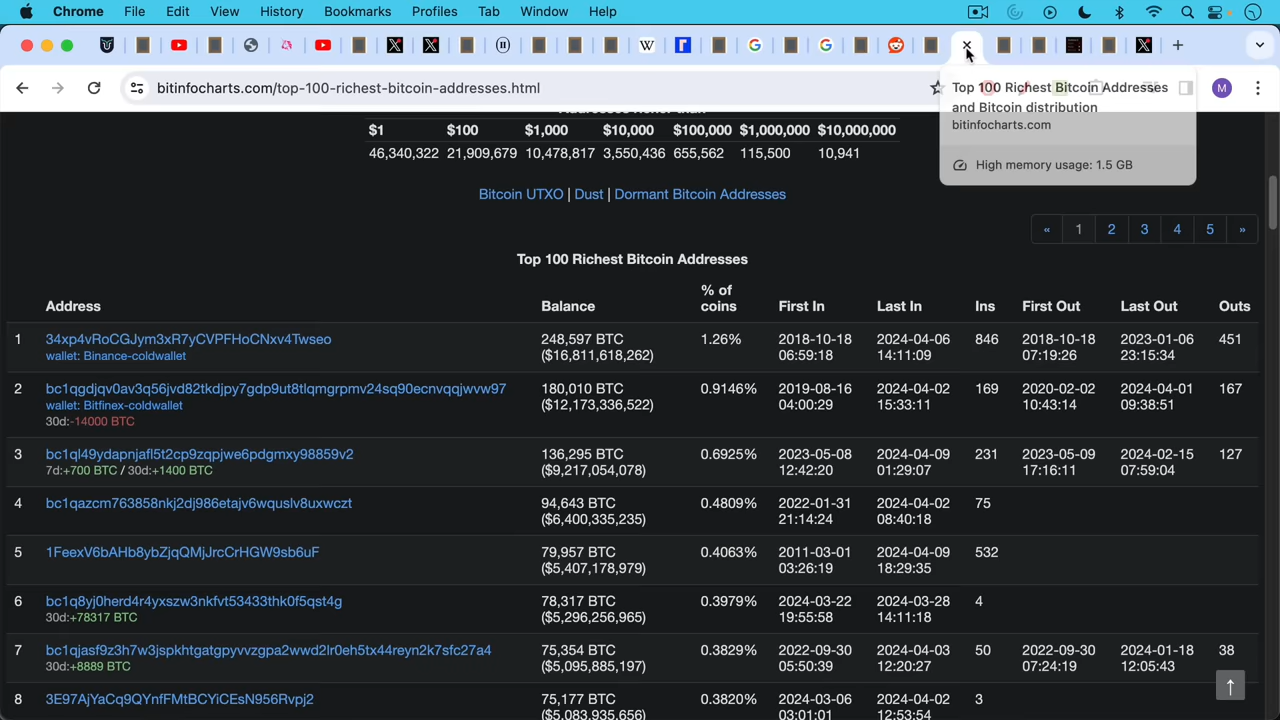 Chrome File Edit View History Bookmarks Profiles Tab Window Help
bitinfocharts.com/top-100-richest-bitcoin-addresses.html
M
Top 100 Richest Bitcoin Addresses
and Bitcoin distribution
bitinfocharts.com
High memory usage: 1.5 GB
$1 $100 $1,000 $10,000 $100,000 $1,000,000 $10,000,000
46,340,322 21,909,679 10,478,817 3,550,436 655,562 115,500 10,941
Bitcoin UTXO | Dust | Dormant Bitcoin Addresses
« 1 2 3 4 5 »
Top 100 Richest Bitcoin Addresses
Address Balance % of coins First In Last In Ins First Out Last Out Outs
1 34xp4vRoCGJym3xR7yCVPFHoCNxv4Twseo 248,597 BTC 1.26% 2018-10-18 2024-04-06 846 2018-10-18 2023-01-06 451
wallet: Binance-coldwallet ($16,811,618,262) 06:59:18 14:11:09 07:19:26 23:15:34
2 bc1qgdjqv0av3q56jvd82tkdjpy7gdp9ut8tlqmgrpmv24sq90ecnvqqjwvw97 180,010 BTC 0.9146% 2019-08-16 2024-04-02 169 2020-02-02 2024-04-01 167
wallet: Bitfinex-coldwallet ($12,173,336,522) 04:00:29 15:33:11 10:43:14 09:38:51
30d:-14000 BTC
3 bc1ql49ydapnjafl5t2cp9zqpjwe6pdgmxy98859v2 136,295 BTC 0.6925% 2023-05-08 2024-04-09 231 2023-05-09 2024-02-15 127
7d:+700 BTC / 30d:+1400 BTC ($9,217,054,078) 12:42:20 01:29:07 17:16:11 07:59:04
4 bc1qazcm763858nkj2dj986etajv6wquslv8uxwczt 94,643 BTC 0.4809% 2022-01-31 2024-04-02 75
($6,400,335,235) 21:14:24 08:40:18
5 1FeexV6bAHb8ybZjqQMjJrcCrHGW9sb6uF 79,957 BTC 0.4063% 2011-03-01 2024-04-09 532
($5,407,178,979) 03:26:19 18:29:35
6 bc1q8yj0herd4r4yxszw3nkfvt53433thk0f5qst4g 78,317 BTC 0.3979% 2024-03-22 2024-03-28 4
30d:+78317 BTC ($5,296,256,965) 19:55:58 14:11:18
7 bc1qjasf9z3h7w3jspkhtgatgpyvvzgpa2wwd2lr0eh5tx44reyn2k7sfc27a4 75,354 BTC 0.3829% 2022-09-30 2024-04-03 50 2022-09-30 2024-01-18 38
30d:+8889 BTC ($5,095,885,197) 05:50:39 12:20:27 07:24:19 12:05:43
8 3E97AjYaCq9QYnfFMtBCYiCEsN956Rvpj2 75,177 BTC 0.3820% 2024-03-06 2024-04-02 3
($5,083,935,656) 03:01:01 12:53:54